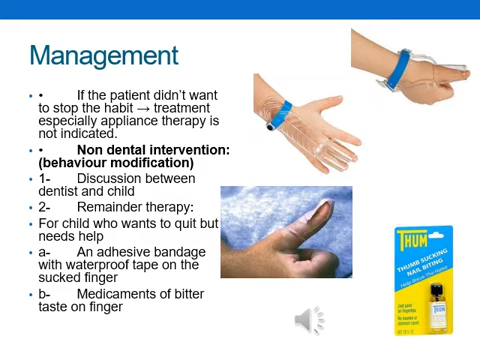 Management
• If the patient didn’t want
to stop the habit → treatment
especially appliance therapy is
not indicated.
• Non dental intervention:
(behaviour modification)
1- Discussion between
dentist and child
2- Remainder therapy:
For child who wants to quit but
needs help
a- An adhesive bandage
with waterproof tape on the
sucked finger
b- Medicaments of bitter
taste on finger
THUM
THUMB SUCKING
NAIL BITING
THUM